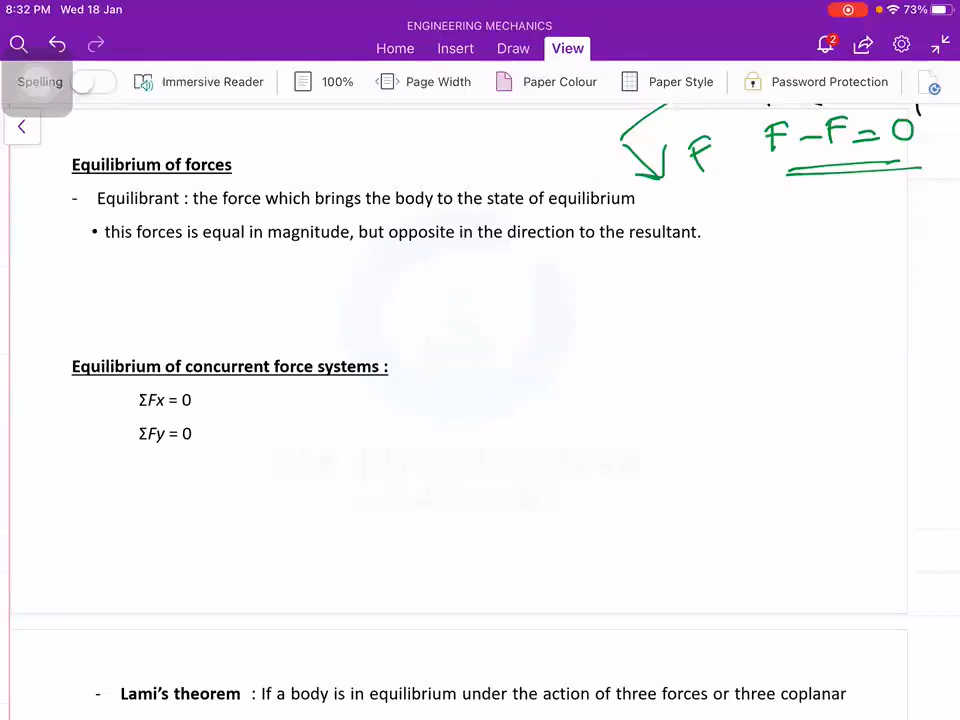 8:32 PM Wed 18 Jan
73%
ENGINEERING MECHANICS
Home Insert Draw View
2
Spelling Immersive Reader 100% Page Width Paper Colour Paper Style Password Protection
F F – F = 0
Equilibrium of forces
- Equilibrant : the force which brings the body to the state of equilibrium
• this forces is equal in magnitude, but opposite in the direction to the resultant.
Equilibrium of concurrent force systems :
ΣFx = 0
ΣFy = 0
- Lami's theorem : If a body is in equilibrium under the action of three forces or three coplanar